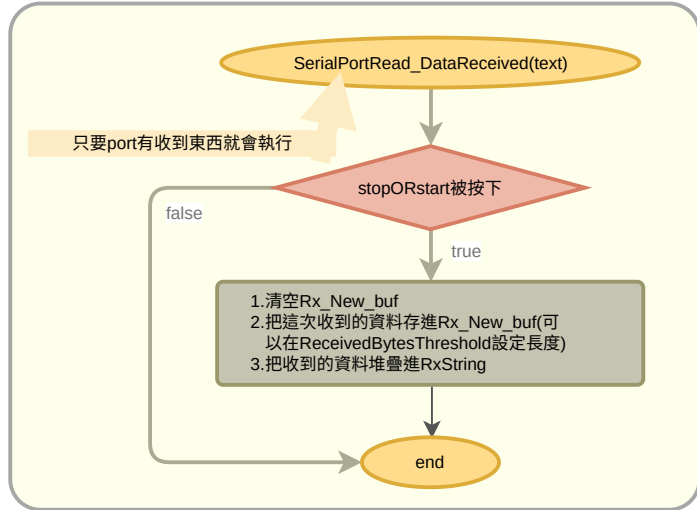 SerialPortRead_DataReceived(text)
只要port有收到東西就會執行
stopORstart被按下
false
true
1.清空Rx_New_buf
2.把這次收到的資料存進Rx_New_buf(可
以在ReceivedBytesThreshold設定長度)
3.把收到的資料堆疊進RxString
end